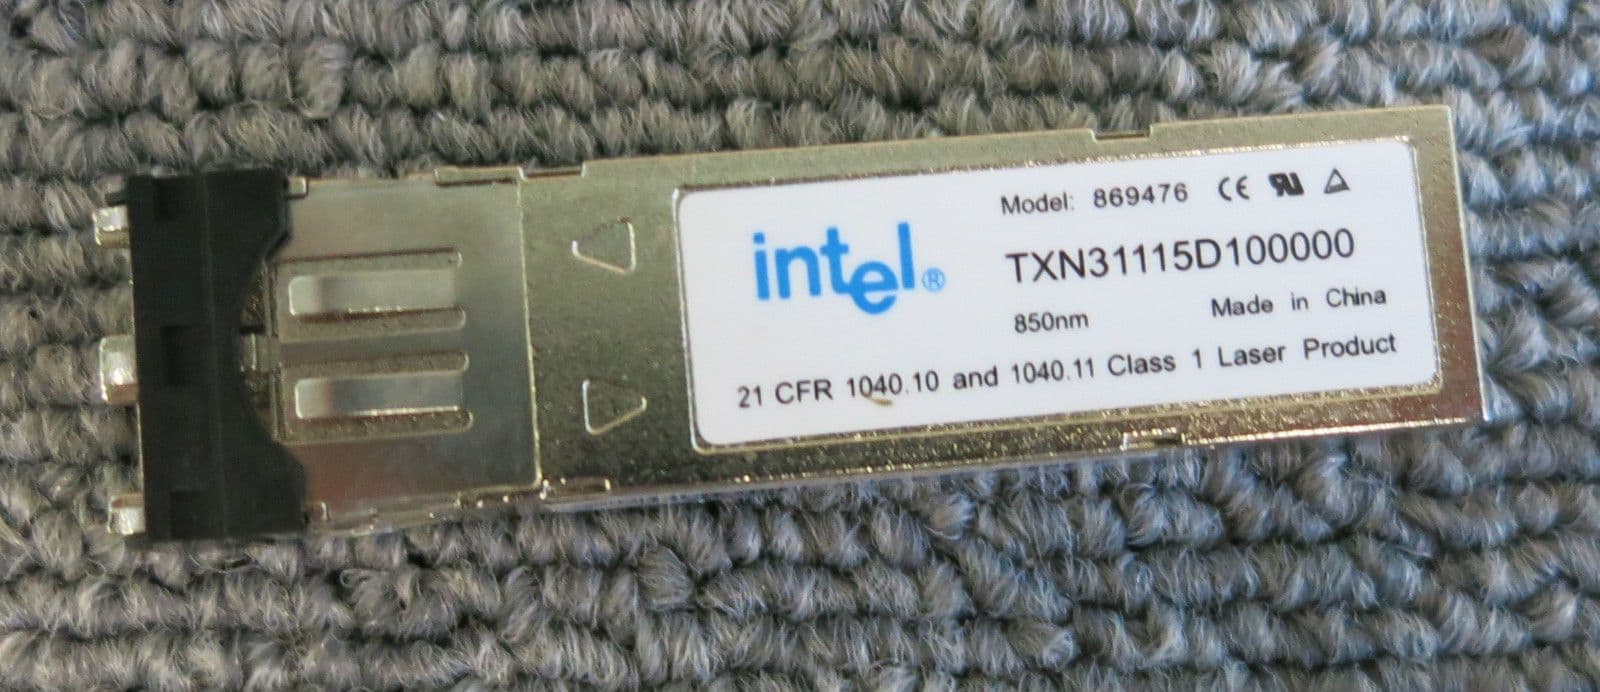 intel®
Model: 869476 CE
TXN31115D100000
850nm Made in China
21 CFR 1040.10 and 1040.11 Class 1 Laser Product